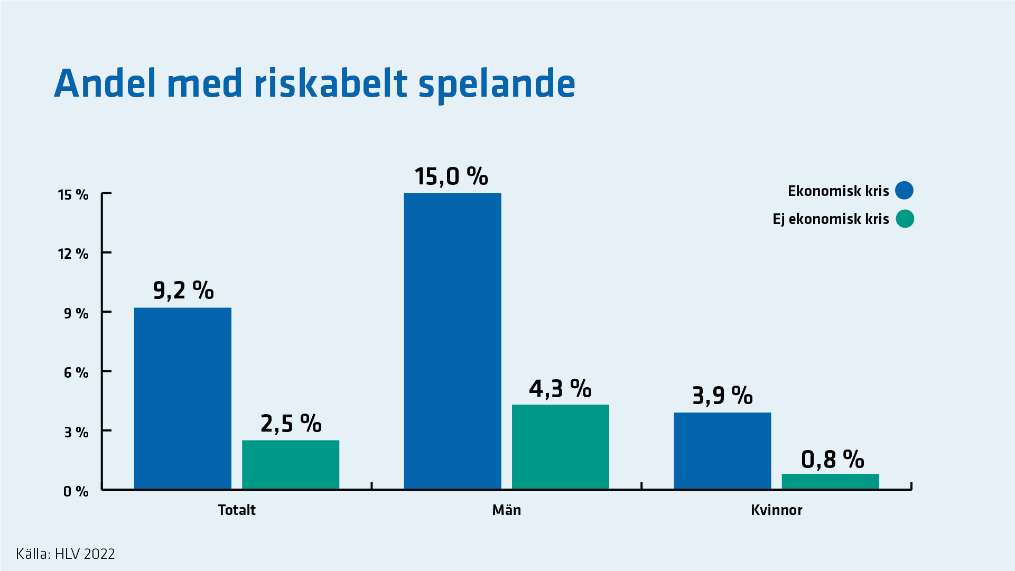 Andel med riskabelt spelande
15 %
12 %
9 %
6 %
3 %
0 %
9,2 %
2,5 %
15,0 %
4,3 %
3,9 %
0,8 %
Ekonomisk kris
Ej ekonomisk kris
Totalt
Män
Kvinnor
Källa: HLV 2022